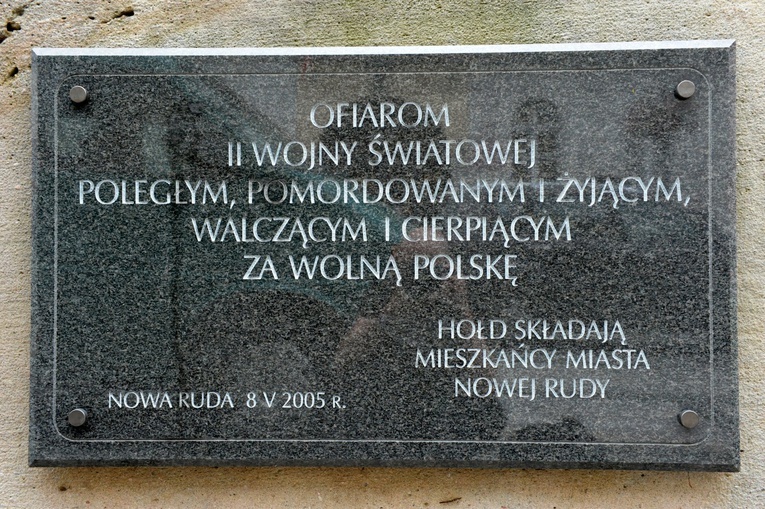 OFIAROM
II WOJNY ŚWIATOWEJ
POLEGŁYM, POMORDOWANYM I ŻYJĄCYM,
WALCZĄCYM I CIERPIĄCYM
ZA WOLNĄ POLSKĘ
HOŁD SKŁADAJĄ
MIESZKAŃCY MIASTA
NOWEJ RUDY
NOWA RUDA 8 V 2005 R.